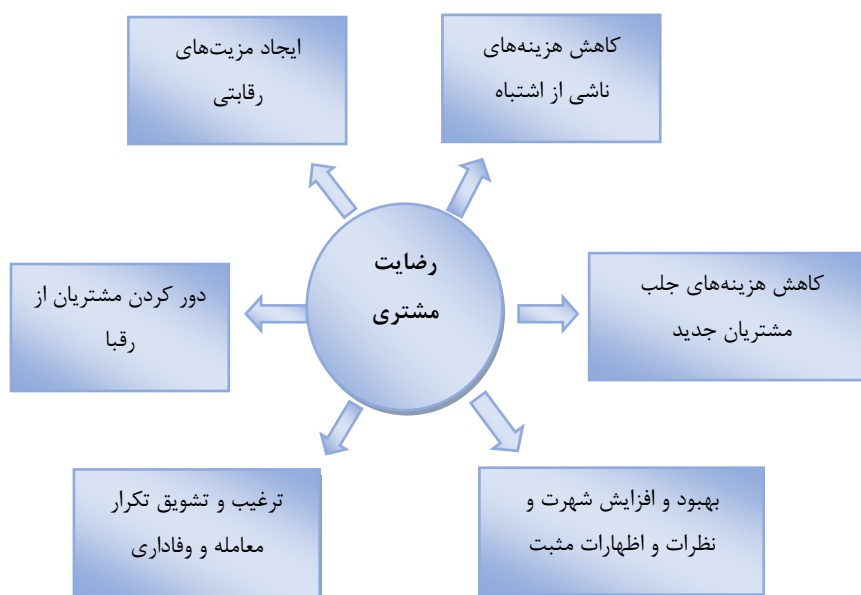 کاهش هزینه‌های
ناشی از اشتباه
ایجاد مزیت‌های
رقابتی
رضایت
مشتری
کاهش هزینه‌های جلب
مشتریان جدید
دور کردن مشتریان از
رقبا
بهبود و افزایش شهرت و
نظرات و اظهارات مثبت
ترغیب و تشویق تکرار
معامله و وفاداری